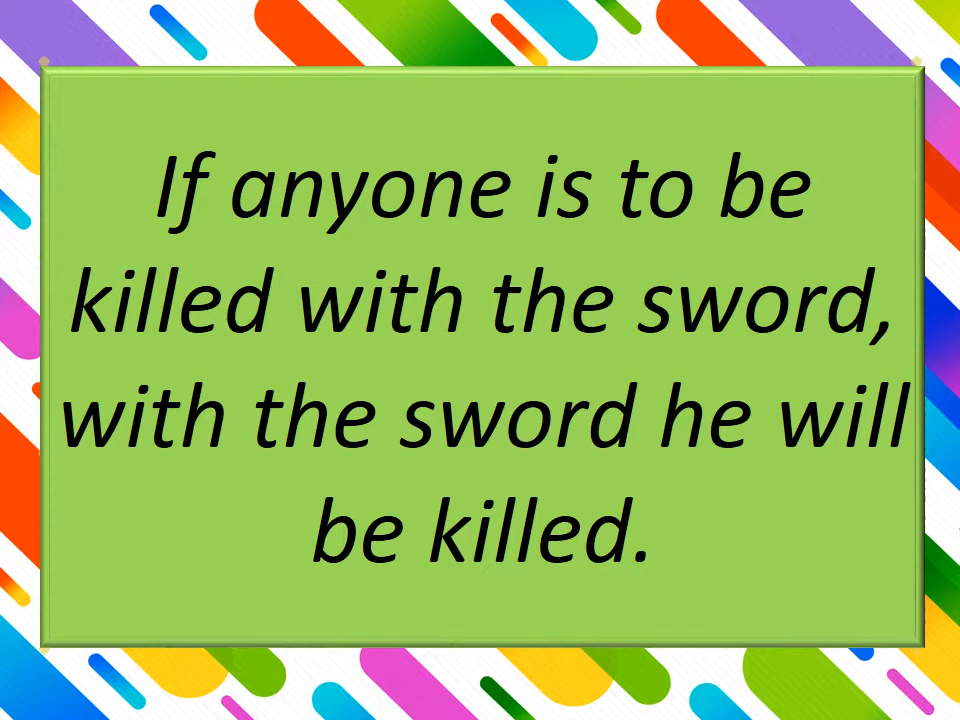 If anyone is to be
killed with the sword,
with the sword he will
be killed.